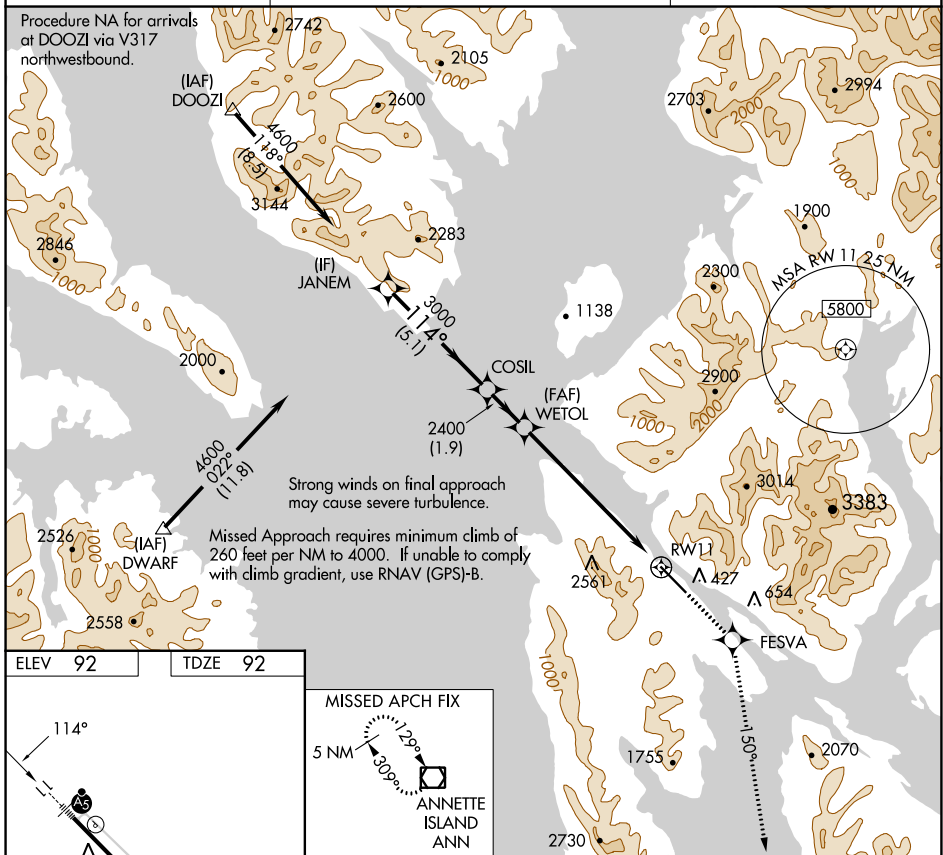 Procedure NA for arrivals
at DOOZI via V317
northwestbound.
2742
2105
1000
(IAF)
DOOZI
2600
2703
2000
2994
4600
118°
(8.5)
3144
1000
2283
1900
2846
1000
(IF)
JANEM
MSA RW 11 25 NM
5800
2300
3000
114°
(5.1)
1138
2000
COSIL
(FAF)
WETOL
2900
1000
2000
2400
(1.9)
4600
022°
(11.8)
Strong winds on final approach
may cause severe turbulence.
3014
3383
Missed Approach requires minimum climb of
260 feet per NM to 4000. If unable to comply
with climb gradient, use RNAV (GPS)-B.
2526
1000
(IAF)
DWARF
RW11
2561
427
654
2558
FESVA
ELEV 92
TDZE 92
1000
MISSED APCH FIX
5 NM
129°
309°
ANNETTE
ISLAND
ANN
114°
A5
P
150°
1755
2070
2730